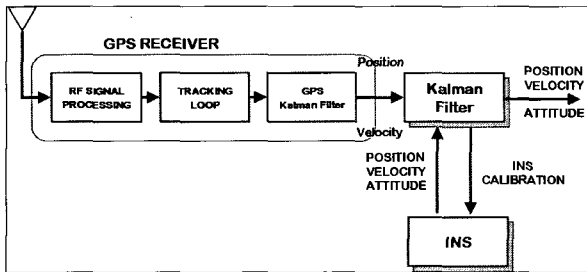 GPS RECEIVER
Position
RF SIGNAL
PROCESSING
TRACKING
LOOP
GPS
Kalman Filter
Velocity
Kalman
Filter
POSITION
VELOCITY
ATTITUDE
POSITION
VELOCITY
ATTITUDE
INS
CALIBRATION
INS